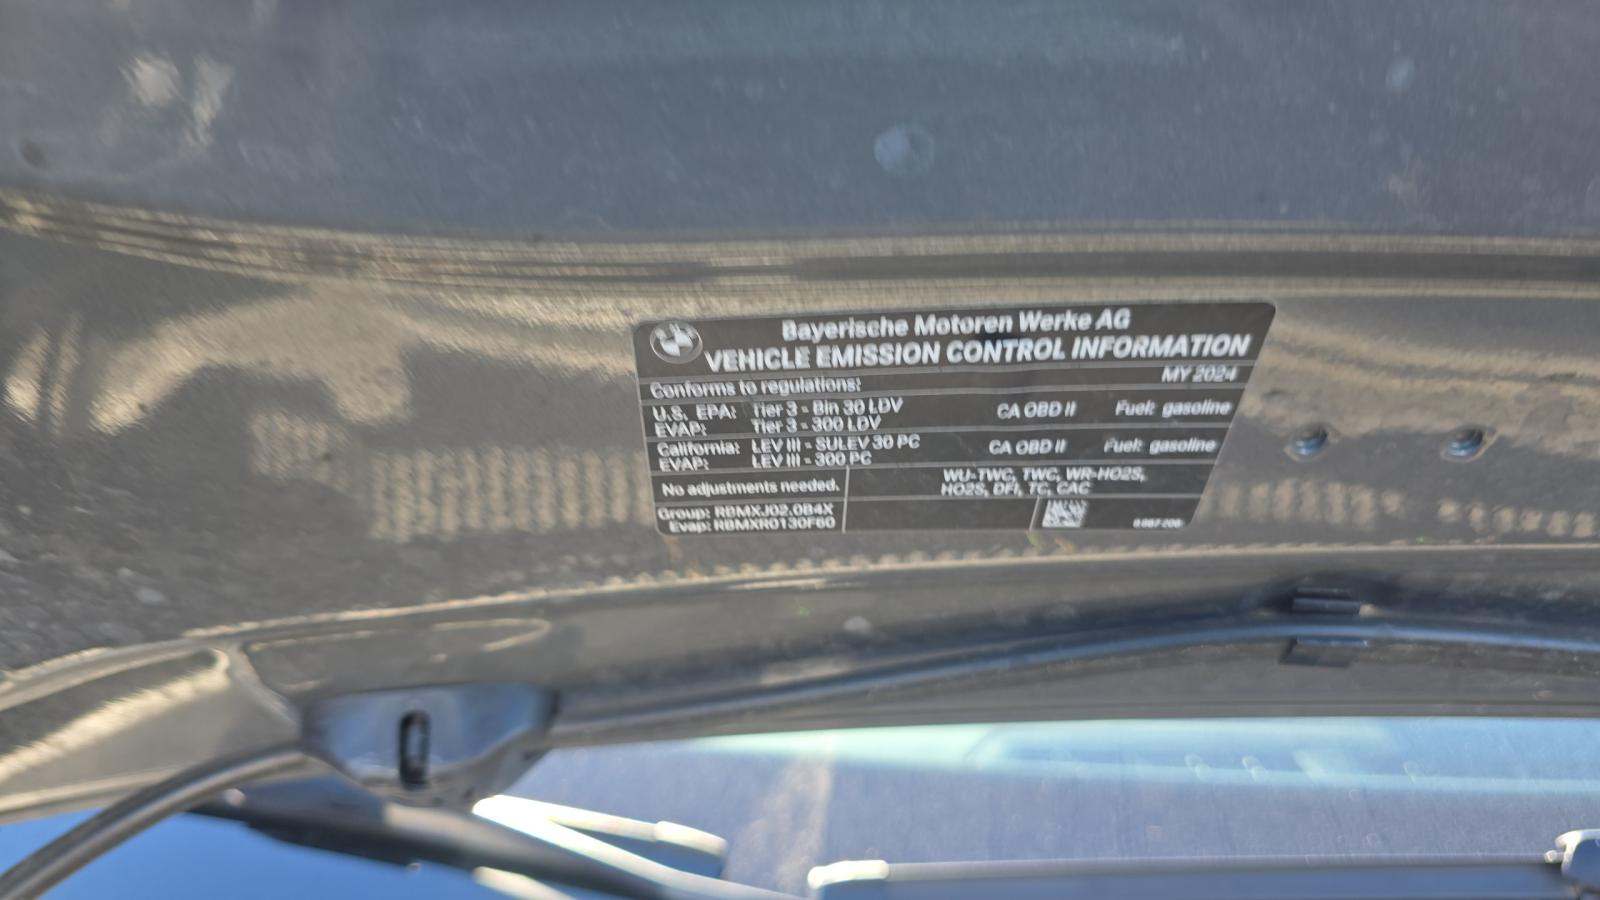 Bayerische Motoren Werke AG
VEHICLE EMISSION CONTROL INFORMATION
Conforms to regulations: MY 2024
U.S. EPA: Tier 3 - Bin 30 LDV CA OBD II Fuel: gasoline
EVAP: Tier 3 - 300 LDV
California: LEV III - SULEV 30 PC CA OBD II Fuel: gasoline
EVAP: LEV III - 300 PC
No adjustments needed.
WU-TWC, TWC, WR-HO2S,
HO2S, DFI, TC, CAC
Group: RBMXJ02.0B4X
Evap: RBMXR0130F60